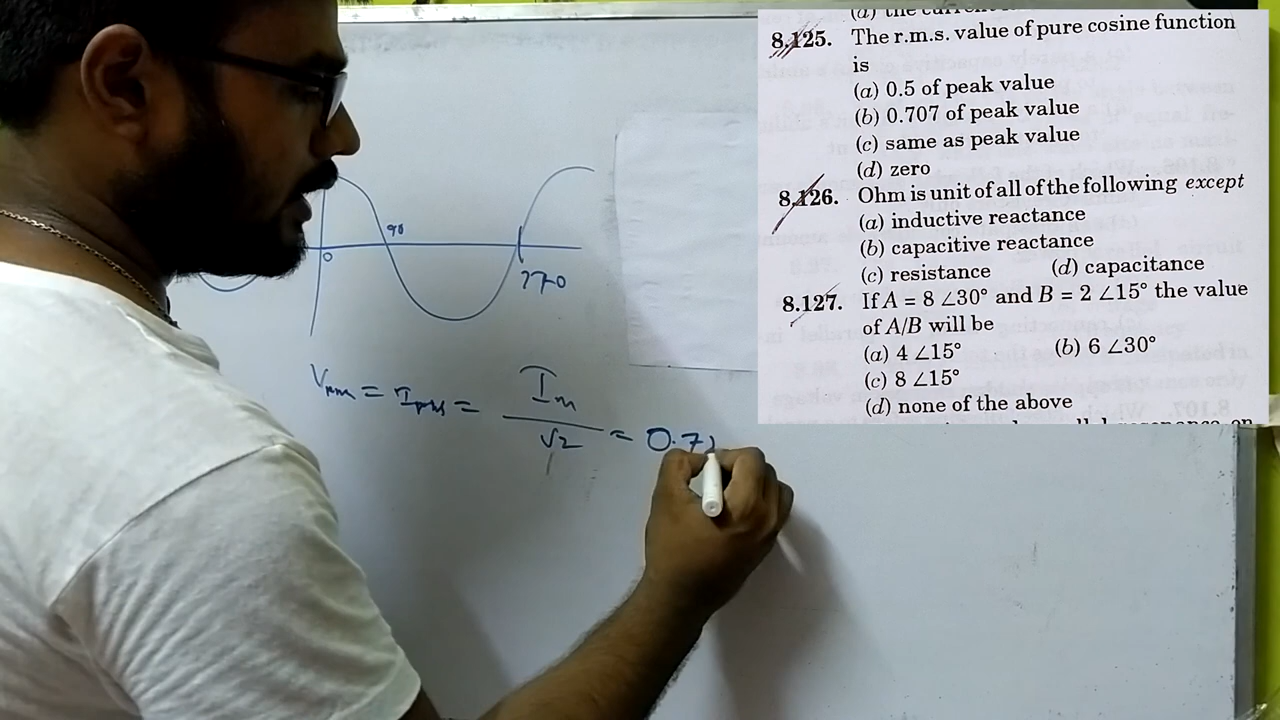 8.125. The r.m.s. value of pure cosine function
is
(a) 0.5 of peak value
(b) 0.707 of peak value
(c) same as peak value
(d) zero
8.126. Ohm is unit of all of the following except
(a) inductive reactance
(b) capacitive reactance
(c) resistance (d) capacitance
8.127. If A = 8 ∠30° and B = 2 ∠15° the value
of A/B will be
(a) 4 ∠15° (b) 6 ∠30°
(c) 8 ∠15°
(d) none of the above
0
90
270
= Im / √2 = 0.7